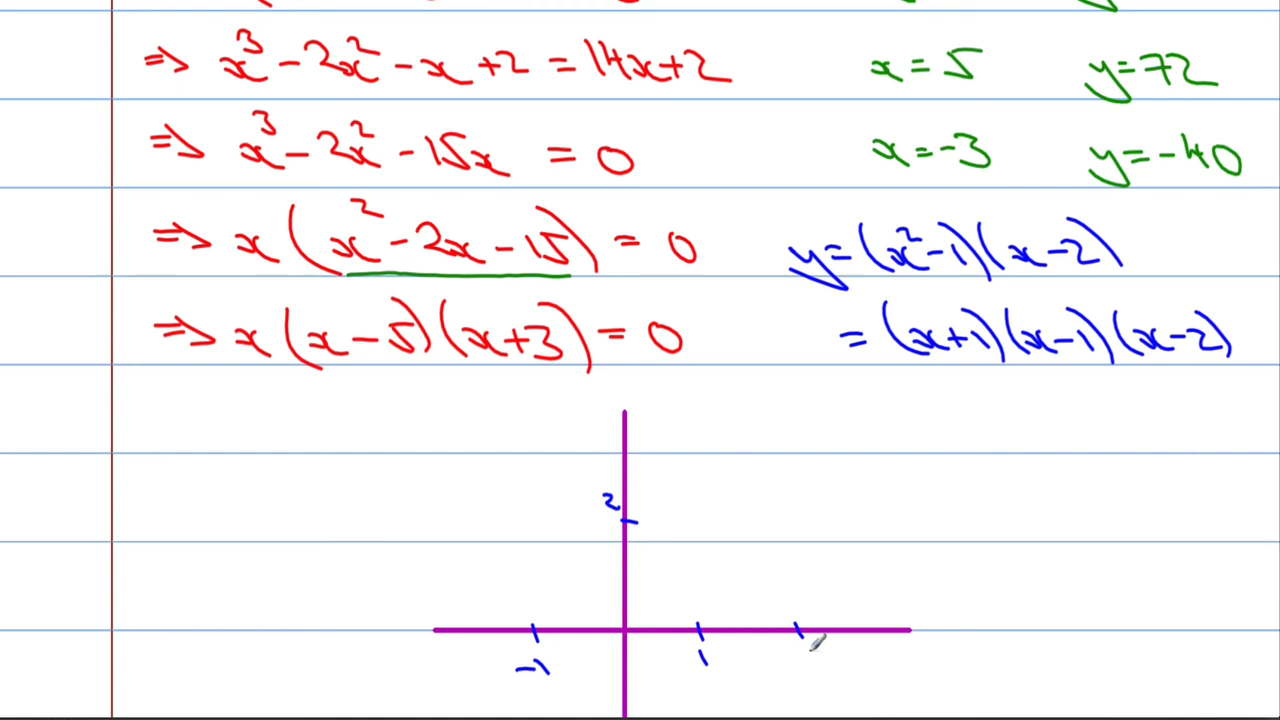 ⇒ x³ - 2x² - x + 2 = 14x + 2
x = 5 y = 72
⇒ x³ - 2x² - 15x = 0
x = -3 y = -40
⇒ x(x² - 2x - 15) = 0
y = (x² - 1)(x - 2)
⇒ x(x - 5)(x + 3) = 0
= (x + 1)(x - 1)(x - 2)
2
-1 1